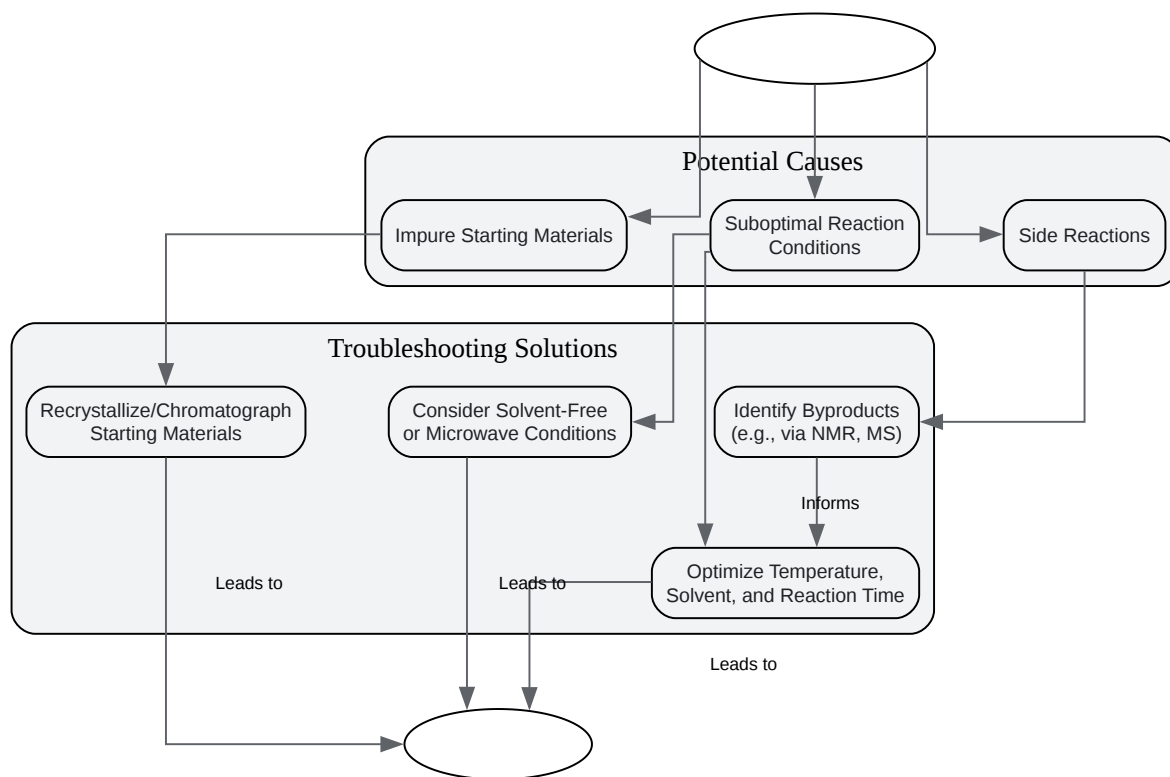 Potential Causes
Impure Starting Materials
Suboptimal Reaction
Conditions
Side Reactions
Troubleshooting Solutions
Recrystallize/Chromatograph
Starting Materials
Consider Solvent-Free
or Microwave Conditions
Identify Byproducts
(e.g., via NMR, MS)
Informs
Optimize Temperature,
Solvent, and Reaction Time
Leads to
Leads to
Leads to